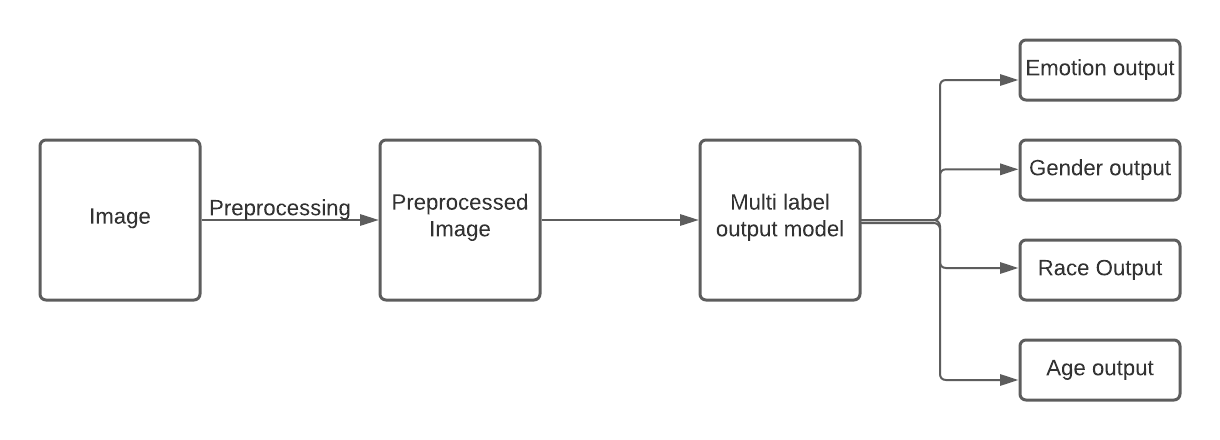 Image
Preprocessing
Preprocessed
Image
Multi label
output model
Emotion output
Gender output
Race Output
Age output